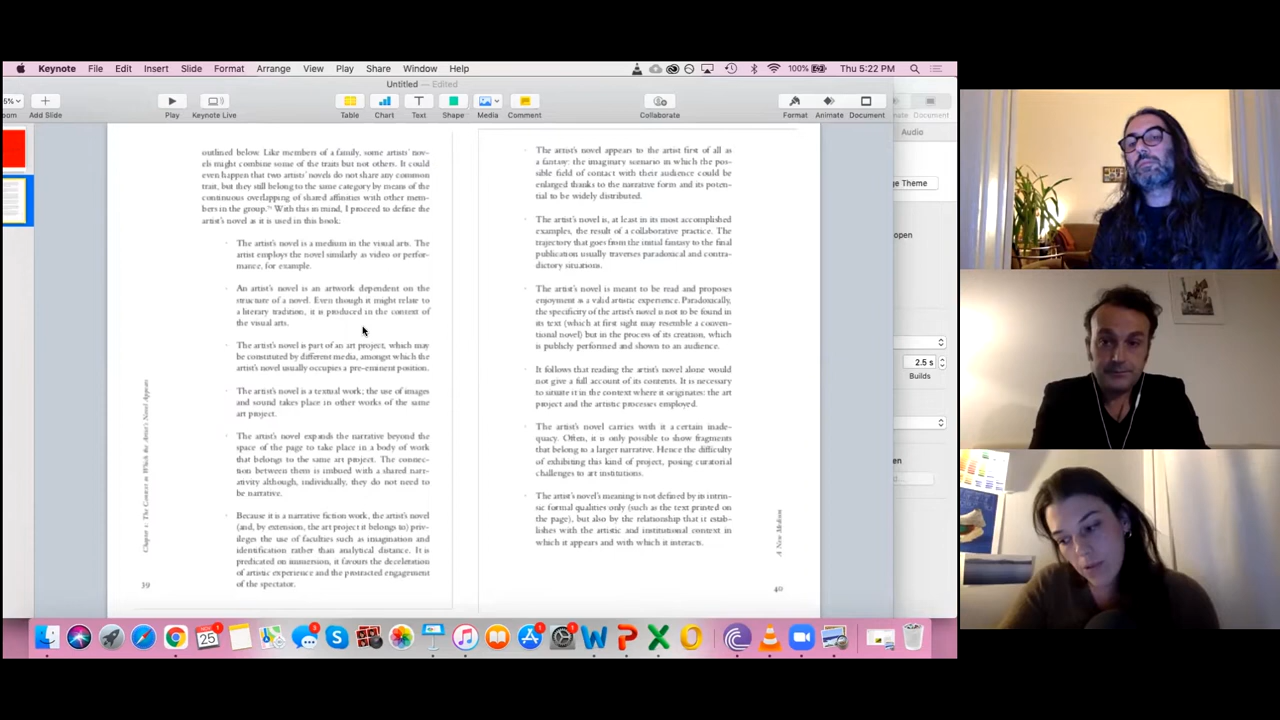 Keynote File Edit Insert Slide Format Arrange View Play Share Window Help 100% Thu 5:22 PM
Untitled — Edited
Add Slide Play Keynote Live Table Chart Text Shape Media Comment Collaborate Format Animate Document Document
Audio
outlined below. Like members of a family, some artists' nov-
els might combine some of the traits but not others. It could
even happen that two artists' novels do not share any common
trait, but they still belong to the same category by means of the
continuous overlapping of shared affinities with other mem-
bers in the group. With this in mind, I proceed to define the
artist's novel as it is used in this book:
· The artist's novel is a medium in the visual arts. The
artist employs the novel similarly as video or perfor-
mance, for example.
· An artist's novel is an artwork dependent on the
structure of a novel. Even though it might relate to
a literary tradition, it is produced in the context of
the visual arts.
· The artist's novel is part of an art project, which may
be constituted by different media, amongst which the
artist's novel usually occupies a pre-eminent position.
· The artist's novel is a textual work; the use of images
and sound takes place in other works of the same
art project.
· The artist's novel expands the narrative beyond the
space of the page to take place in a body of work
that belongs to the same art project. The connec-
tion between them is imbued with a shared narr-
ativity although, individually, they do not need to
be narrative.
· Because it is a narrative fiction work, the artist's novel
(and, by extension, the art project it belongs to) priv-
ileges the use of faculties such as imagination and
identification rather than analytical distance. It is
predicated on immersion, it favours the deceleration
of artistic experience and the protracted engagement
of the spectator.
Chapter 1: The Context in Which the Artist's Novel Appears
39
· The artist's novel appears to the artist first of all as
a fantasy: the imaginary scenario in which the pos-
sible field of contact with their audience could be
enlarged thanks to the narrative form and its poten-
tial to be widely distributed.
· The artist's novel is, at least in its most accomplished
examples, the result of a collaborative practice. The
trajectory that goes from the initial fantasy to the final
publication usually traverses paradoxical and contra-
dictory situations.
· The artist's novel is meant to be read and proposes
enjoyment as a valid artistic experience. Paradoxically,
the specificity of the artist's novel is not to be found in
its text (which at first sight may resemble a conven-
tional novel) but in the process of its creation, which
is publicly performed and shown to an audience.
· It follows that reading the artist's novel alone would
not give a full account of its contents. It is necessary
to situate it in the context where it originates: the art
project and the artistic processes employed.
· The artist's novel carries with it a certain inade-
quacy. Often, it is only possible to show fragments
that belong to a larger narrative. Hence the difficulty
of exhibiting this kind of project, posing curatorial
challenges to art institutions.
· The artist's novel's meaning is not defined by its intrin-
sic formal qualities only (such as the text printed on
the page), but also by the relationship that it estab-
lishes with the artistic and institutional context in
which it appears and with which it interacts.
A New Medium
40
ge Theme
2.5 s
Builds
25